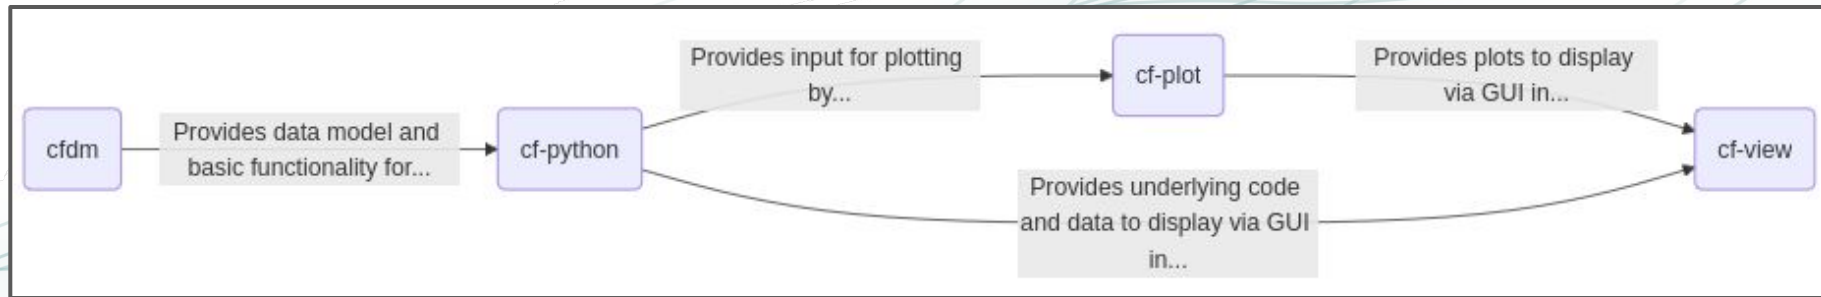 cfdm
Provides data model and
basic functionality for...
cf-python
Provides input for plotting
by...
cf-plot
Provides plots to display
via GUI in...
Provides underlying code
and data to display via GUI
in...
cf-view